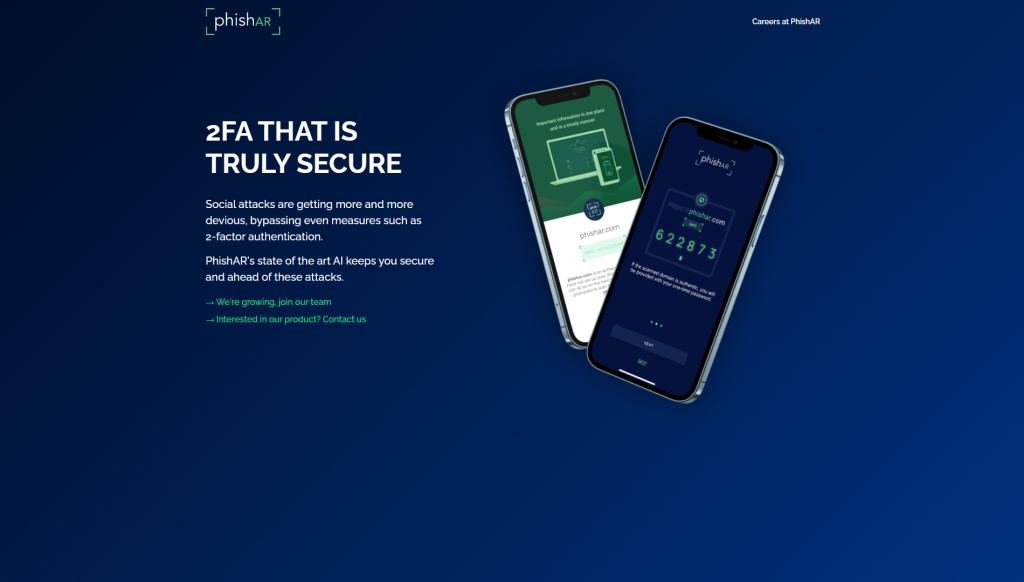 phishAR
Careers at PhishAR
2FA THAT IS
TRULY SECURE
Social attacks are getting more and more
devious, bypassing even measures such as
2-factor authentication.
PhishAR's state of the art AI keeps you secure
and ahead of these attacks.
→ We're growing, join our team
→ Interested in our product? Contact us
Important information in one place
and in a timely manner
phishar.com
phishAR
https://phishar.com
622873
If the scanned domain is authentic, you will
be provided with your one-time password.
NEXT
SKIP